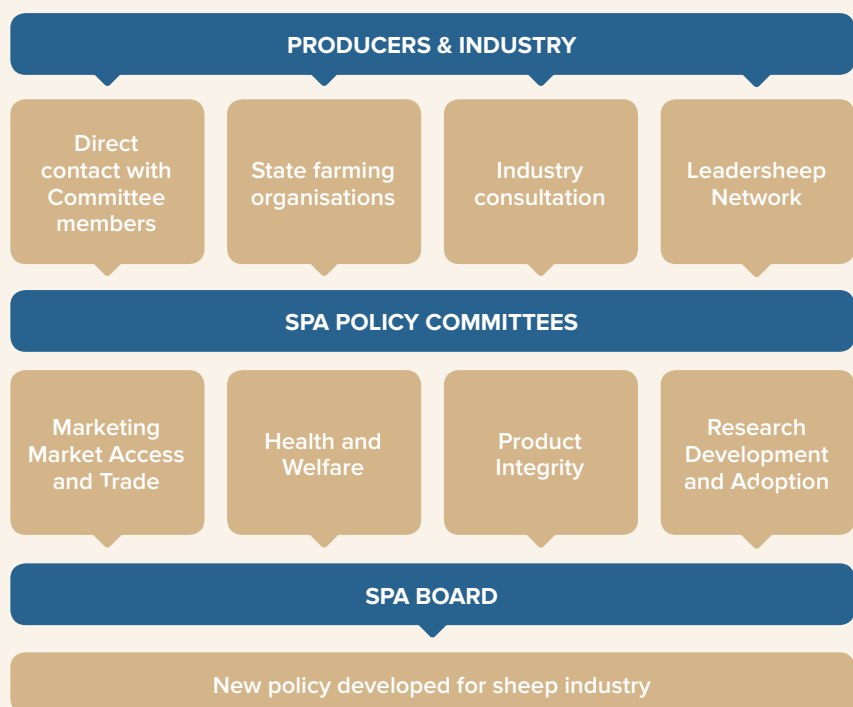 PRODUCERS & INDUSTRY
Direct
contact with
Committee
members
State farming
organisations
Industry
consultation
Leadersheep
Network
SPA POLICY COMMITTEES
Marketing
Market Access
and Trade
Health and
Welfare
Product
Integrity
Research
Development
and Adoption
SPA BOARD
New policy developed for sheep industry